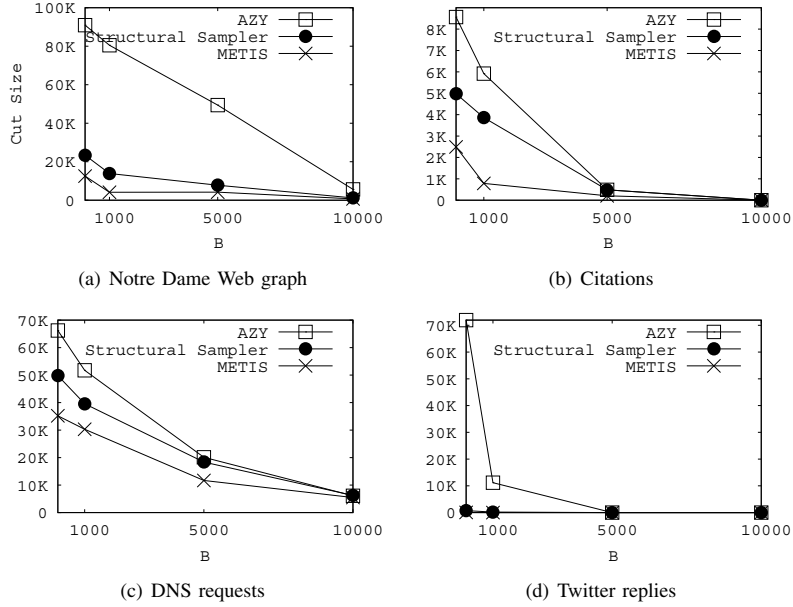 100K
80K
60K
40K
20K
0
Cut Size
AZY
Structural Sampler
METIS
1000 5000 10000
B
(a) Notre Dame Web graph
8K
7K
6K
5K
4K
3K
2K
1K
0
AZY
Structural Sampler
METIS
1000 5000 10000
B
(b) Citations
70K
60K
50K
40K
30K
20K
10K
0
AZY
Structural Sampler
METIS
1000 5000 10000
B
(c) DNS requests
70K
60K
50K
40K
30K
20K
10K
0
AZY
Structural Sampler
METIS
1000 5000 10000
B
(d) Twitter replies